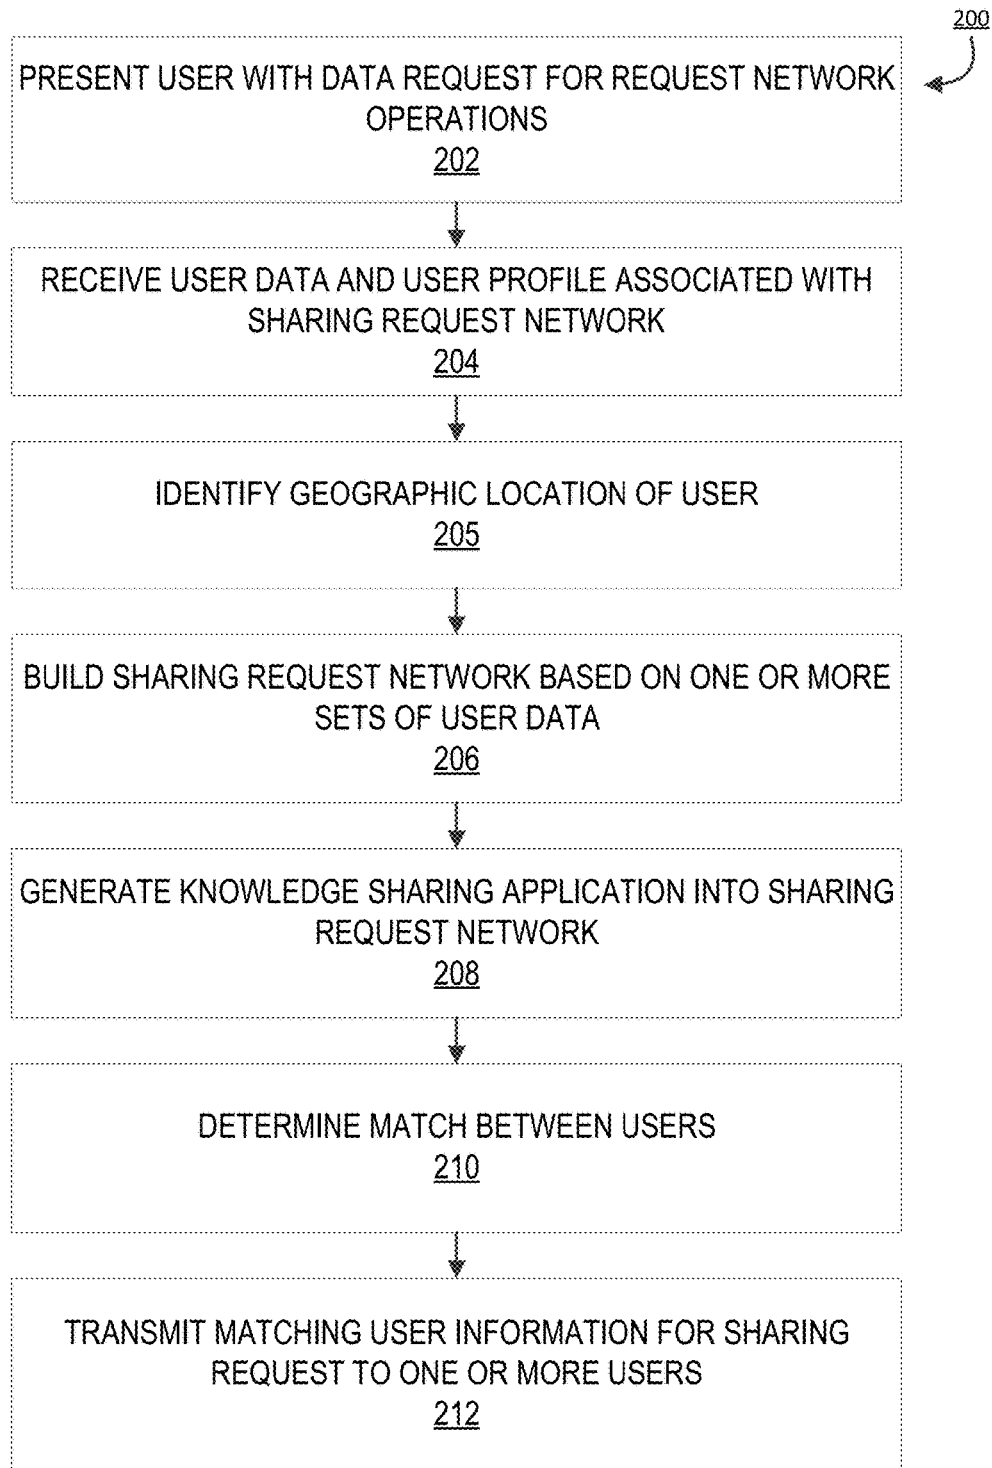 200
PRESENT USER WITH DATA REQUEST FOR REQUEST NETWORK
OPERATIONS
202
RECEIVE USER DATA AND USER PROFILE ASSOCIATED WITH
SHARING REQUEST NETWORK
204
IDENTIFY GEOGRAPHIC LOCATION OF USER
205
BUILD SHARING REQUEST NETWORK BASED ON ONE OR MORE
SETS OF USER DATA
206
GENERATE KNOWLEDGE SHARING APPLICATION INTO SHARING
REQUEST NETWORK
208
DETERMINE MATCH BETWEEN USERS
210
TRANSMIT MATCHING USER INFORMATION FOR SHARING
REQUEST TO ONE OR MORE USERS
212